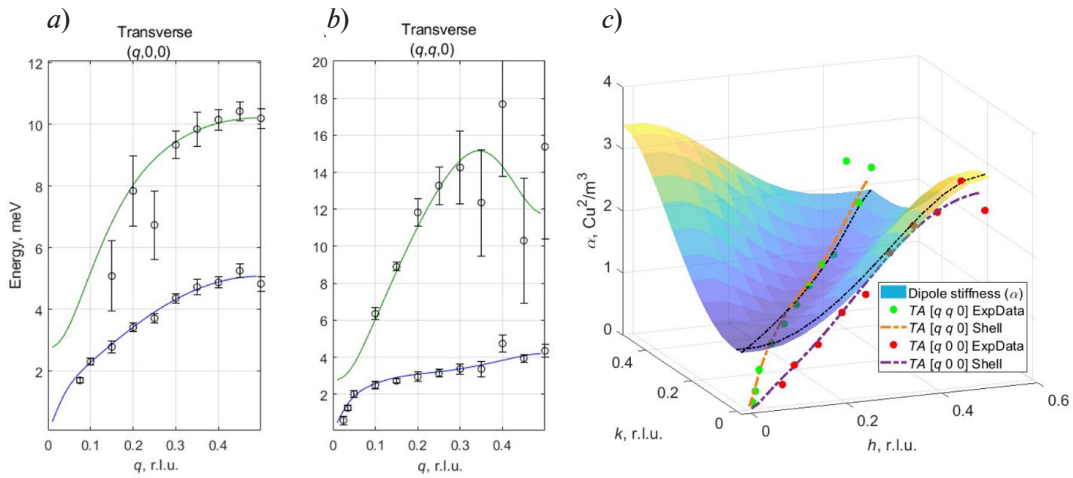 a)
Transverse
(q,0,0)
12
10
8
6
4
2
0
0.1
0.2
0.3
0.4
Energy, meV
q, r.l.u.
b)
Transverse
(q,q,0)
20
18
16
14
12
10
8
6
4
2
0
0.1
0.2
0.3
0.4
q, r.l.u.
c)
4
3
2
1
0
α, Cu²/m³
0.4
0.2
0
k, r.l.u.
0
0.2
0.4
0.6
h, r.l.u.
Dipole stiffness (α)
TA [q q 0] ExpData
TA [q q 0] Shell
TA [q 0 0] ExpData
TA [q 0 0] Shell